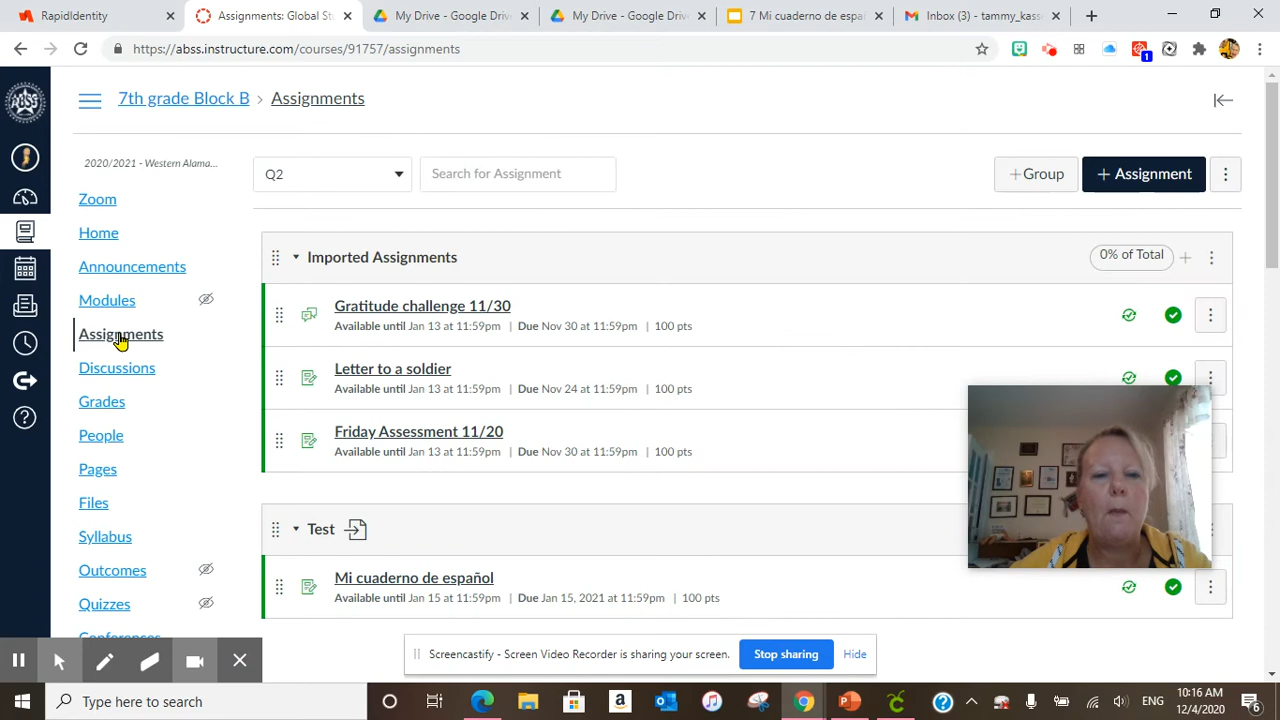 RapidIdentity
Assignments: Global St
My Drive - Google Driv
My Drive - Google Driv
7 Mi cuaderno de espa
Inbox (3) - tammy_kass
https://abss.instructure.com/courses/91757/assignments
1
ABSS
7th grade Block B > Assignments
2020/2021 - Western Alama...
Zoom
Home
Announcements
Modules
Assignments
Discussions
Grades
People
Pages
Files
Syllabus
Outcomes
Quizzes
Conferences
Q2
Search for Assignment
+Group
+ Assignment
Imported Assignments
0% of Total
Gratitude challenge 11/30
Available until Jan 13 at 11:59pm | Due Nov 30 at 11:59pm | 100 pts
Letter to a soldier
Available until Jan 13 at 11:59pm | Due Nov 24 at 11:59pm | 100 pts
Friday Assessment 11/20
Available until Jan 13 at 11:59pm | Due Nov 30 at 11:59pm | 100 pts
Test
Mi cuaderno de español
Available until Jan 15 at 11:59pm | Due Jan 15, 2021 at 11:59pm | 100 pts
Screencastify - Screen Video Recorder is sharing your screen.
Stop sharing
Hide
Type here to search
ENG
10:16 AM
12/4/2020
6